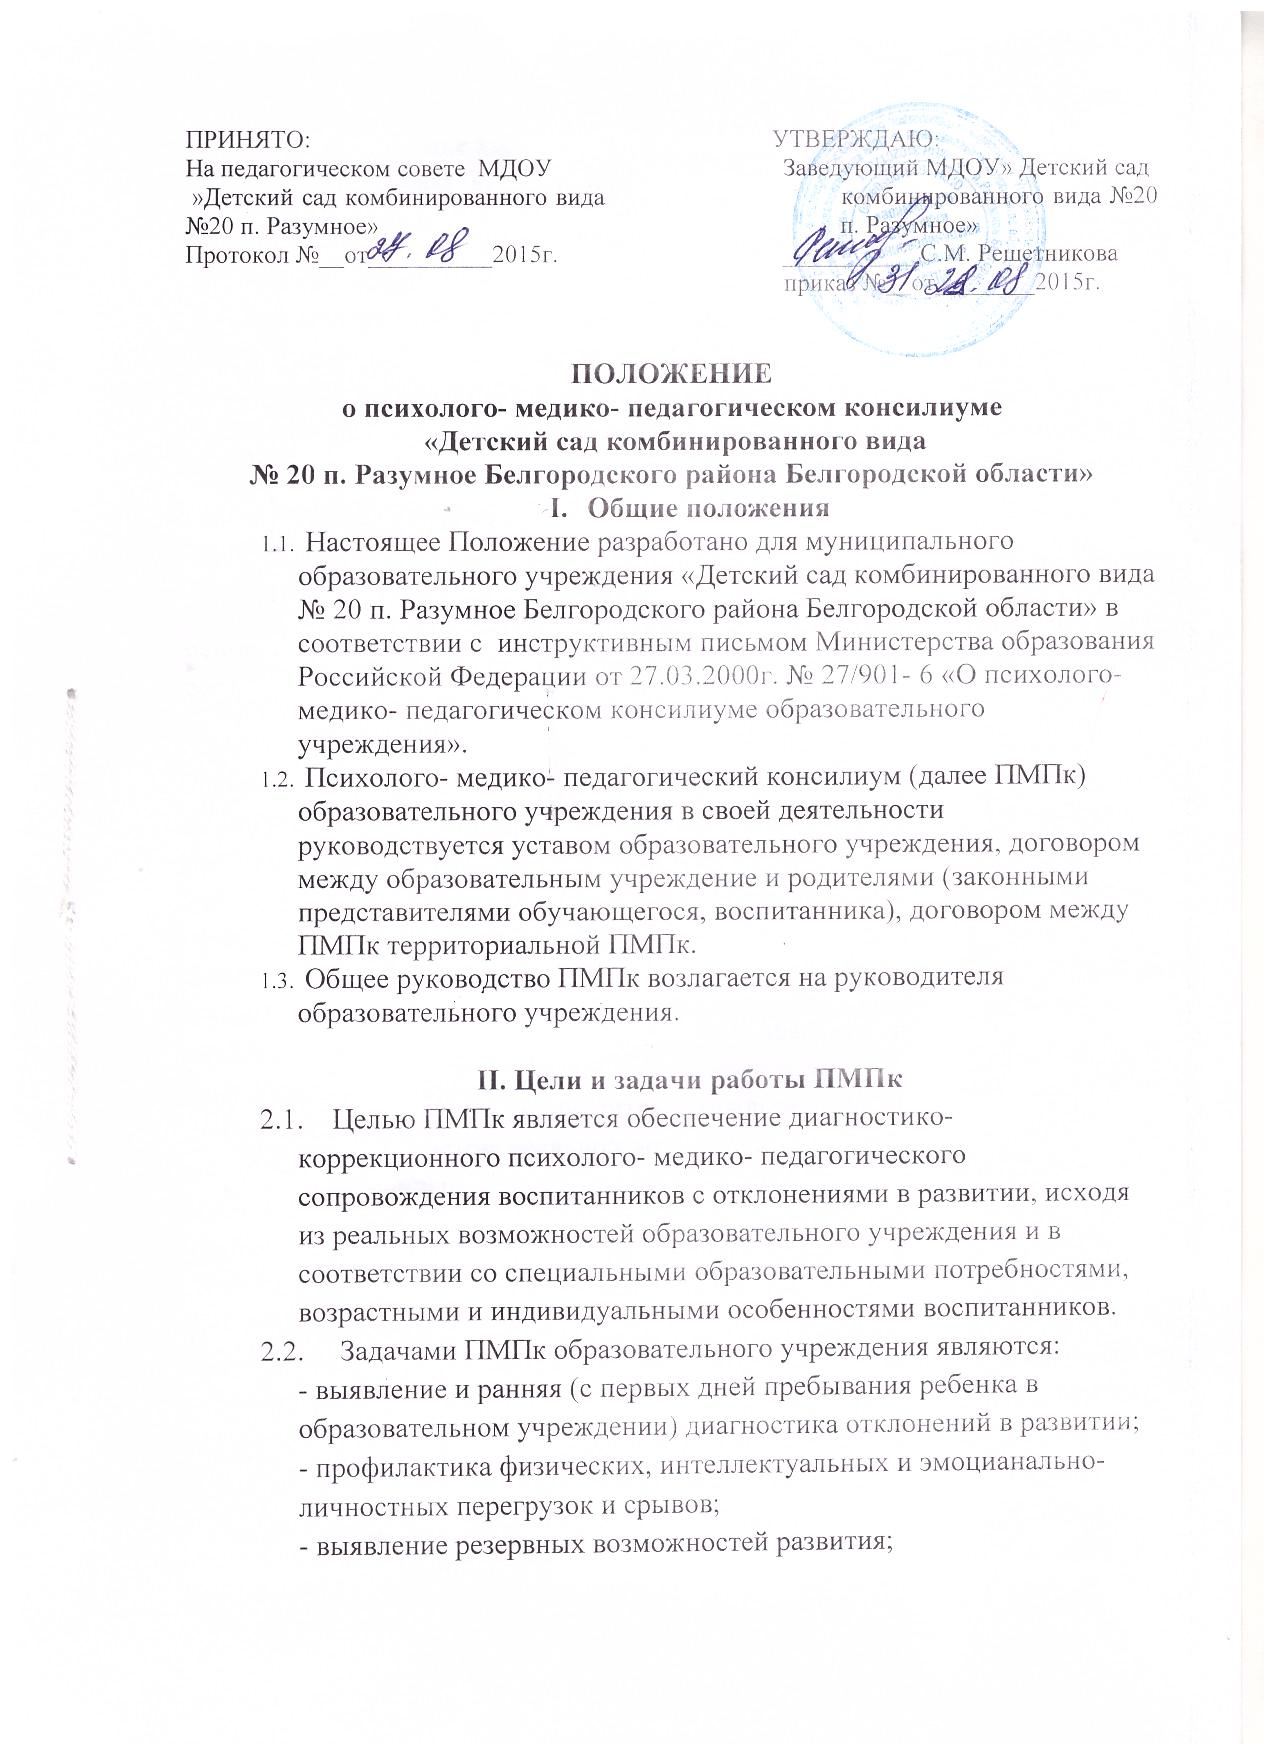 ПРИНЯТО:
На педагогическом совете МДОУ
»Детский сад комбинированного вида
№20 п. Разумное»
Протокол №__от 27.08 2015г.
УТВЕРЖДАЮ:
Заведующий МДОУ» Детский сад
комбинированного вида №20
п. Разумное»
С.М. Решетникова
приказ № 31 от 28.08 2015г.
ПОЛОЖЕНИЕ
о психолого- медико- педагогическом консилиуме
«Детский сад комбинированного вида
№ 20 п. Разумное Белгородского района Белгородской области»
I. Общие положения
1.1. Настоящее Положение разработано для муниципального
образовательного учреждения «Детский сад комбинированного вида
№ 20 п. Разумное Белгородского района Белгородской области» в
соответствии с инструктивным письмом Министерства образования
Российской Федерации от 27.03.2000г. № 27/901- 6 «О психолого-
медико- педагогическом консилиуме образовательного
учреждения».
1.2. Психолого- медико- педагогический консилиум (далее ПМПк)
образовательного учреждения в своей деятельности
руководствуется уставом образовательного учреждения, договором
между образовательным учреждение и родителями (законными
представителями обучающегося, воспитанника), договором между
ПМПк территориальной ПМПк.
1.3. Общее руководство ПМПк возлагается на руководителя
образовательного учреждения.
II. Цели и задачи работы ПМПк
2.1. Целью ПМПк является обеспечение диагностико-
коррекционного психолого- медико- педагогического
сопровождения воспитанников с отклонениями в развитии, исходя
из реальных возможностей образовательного учреждения и в
соответствии со специальными образовательными потребностями,
возрастными и индивидуальными особенностями воспитанников.
2.2. Задачами ПМПк образовательного учреждения являются:
- выявление и ранняя (с первых дней пребывания ребенка в
образовательном учреждении) диагностика отклонений в развитии;
- профилактика физических, интеллектуальных и эмоцианально-
личностных перегрузок и срывов;
- выявление резервных возможностей развития;